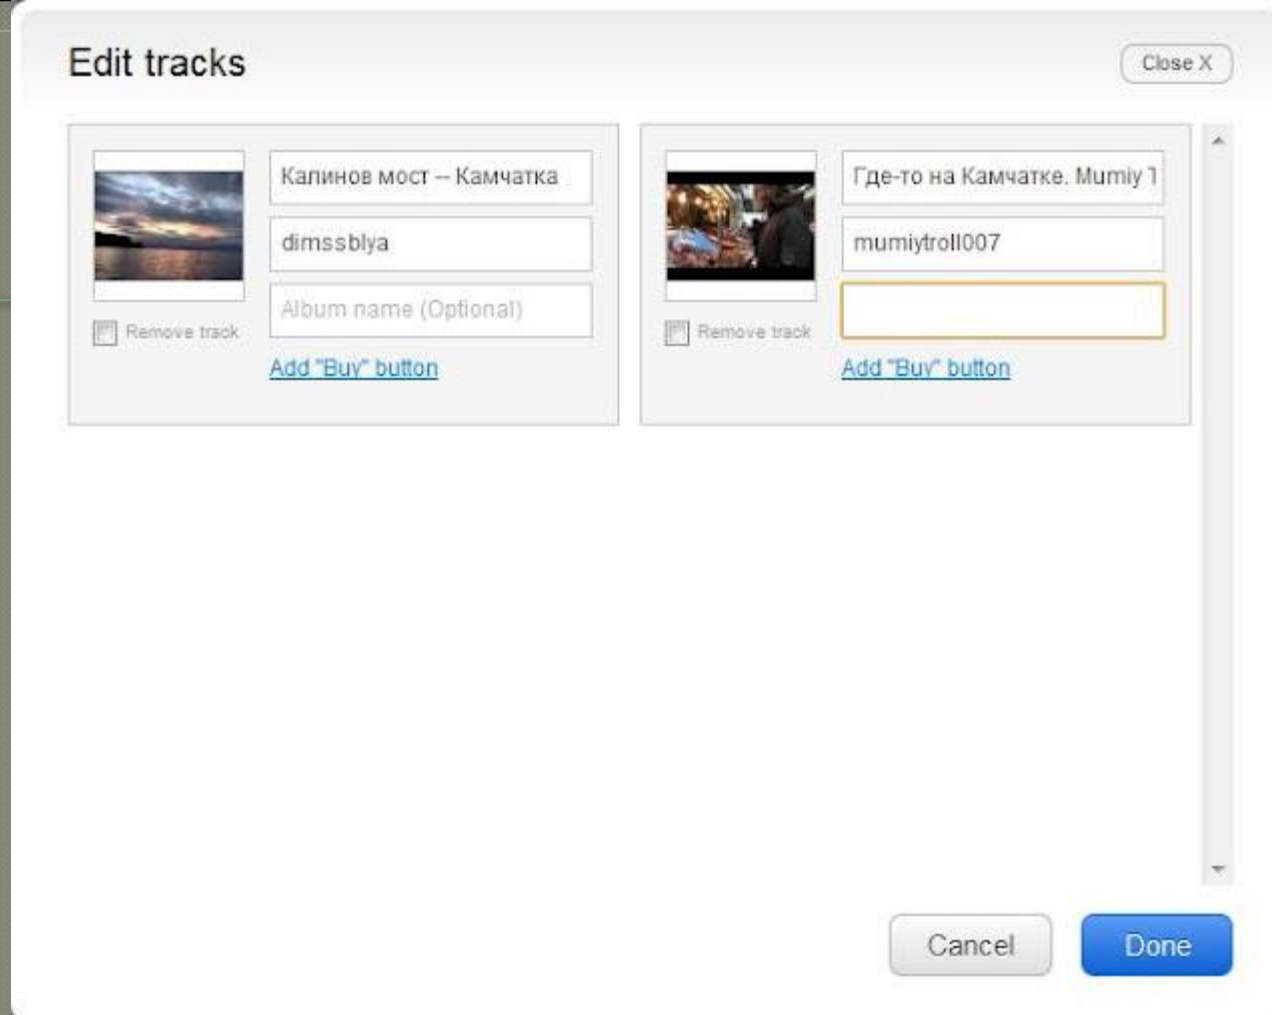 Edit tracks
Close X
Калинов мост -- Камчатка
dimssblya
Album name (Optional)
Remove track
Add "Buy" button
Где-то на Камчатке. Mumiy
mumiytroll007
Remove track
Add "Buy" button
Cancel
Done